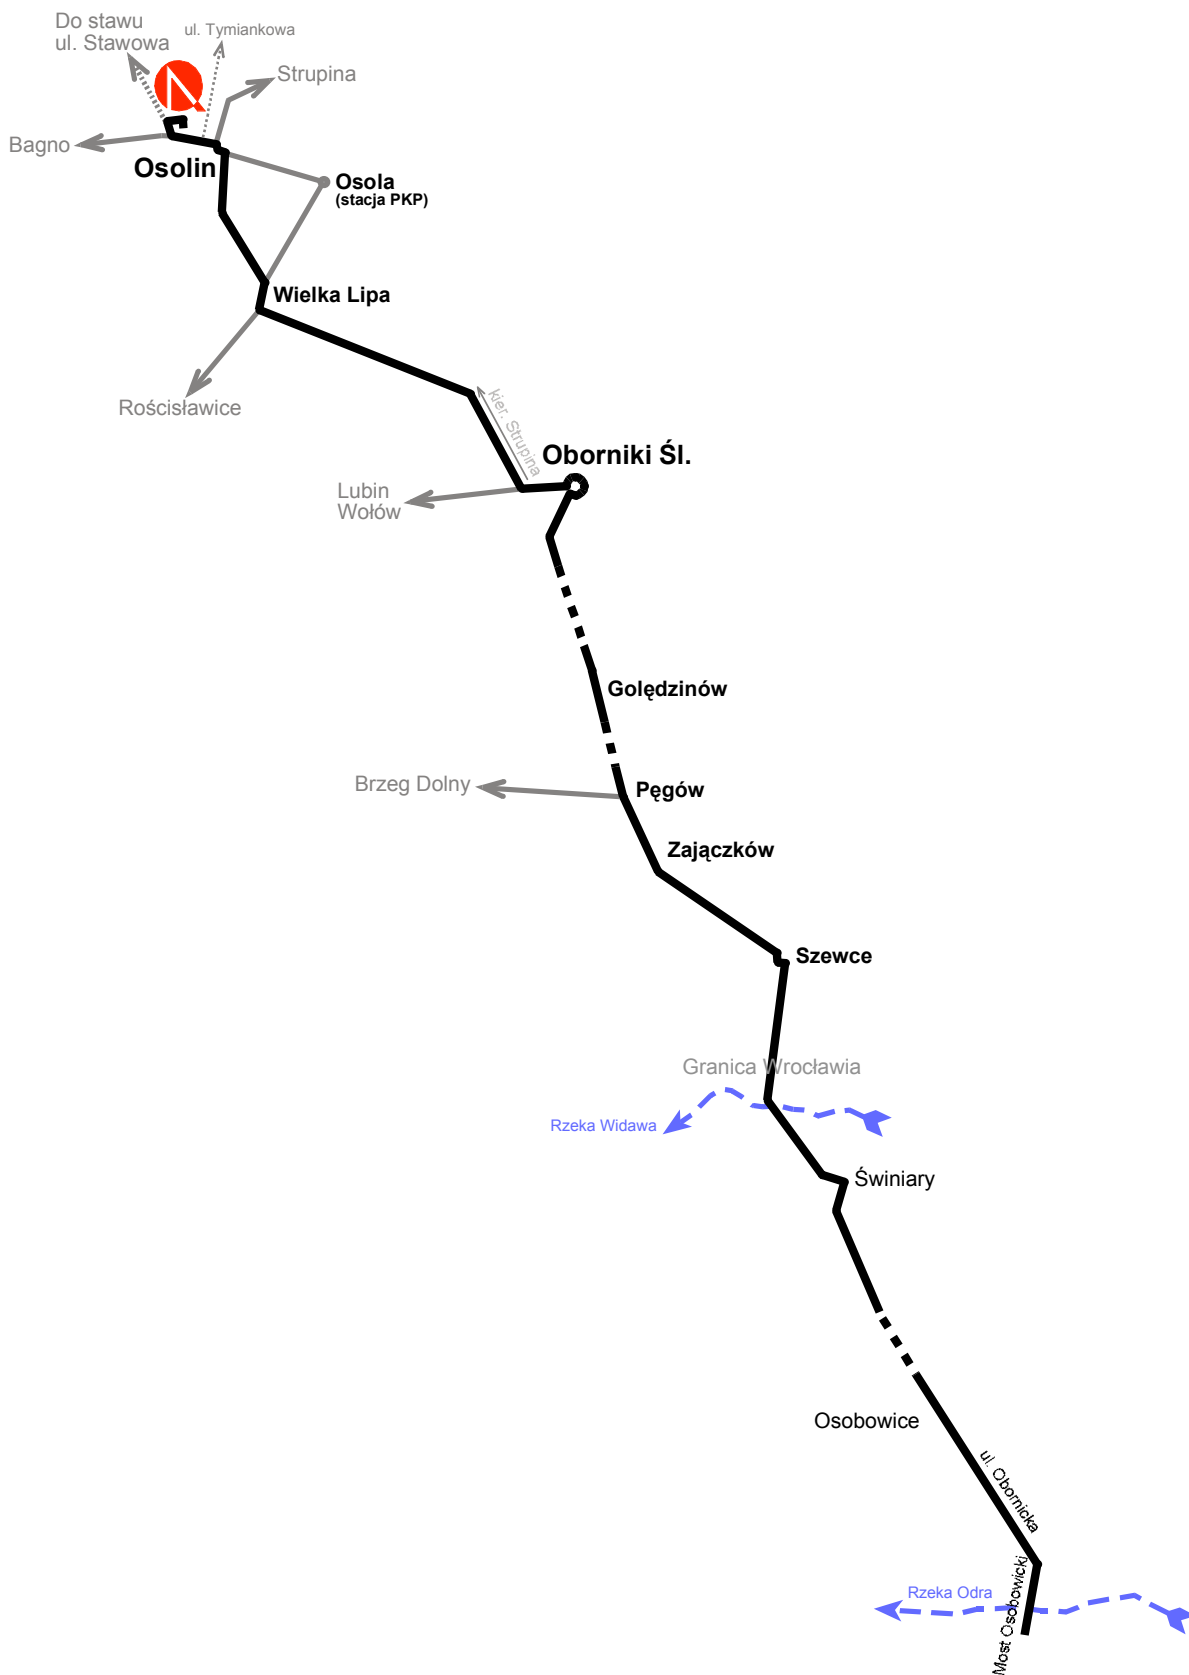 Do stawu
ul. Stawowa
ul. Tymiankowa
Strupina
Bagno
Osolin
Osola
(stacja PKP)
Wielka Lipa
Rościsławice
kier. Strupina
Oborniki Śl.
Lubin
Wołów
Golędzinów
Brzeg Dolny
Pęgów
Zajączków
Szewce
Granica Wrocławia
Rzeka Widawa
Świniary
Osobowice
ul. Obornicka
Most Osobowicki
Rzeka Odra